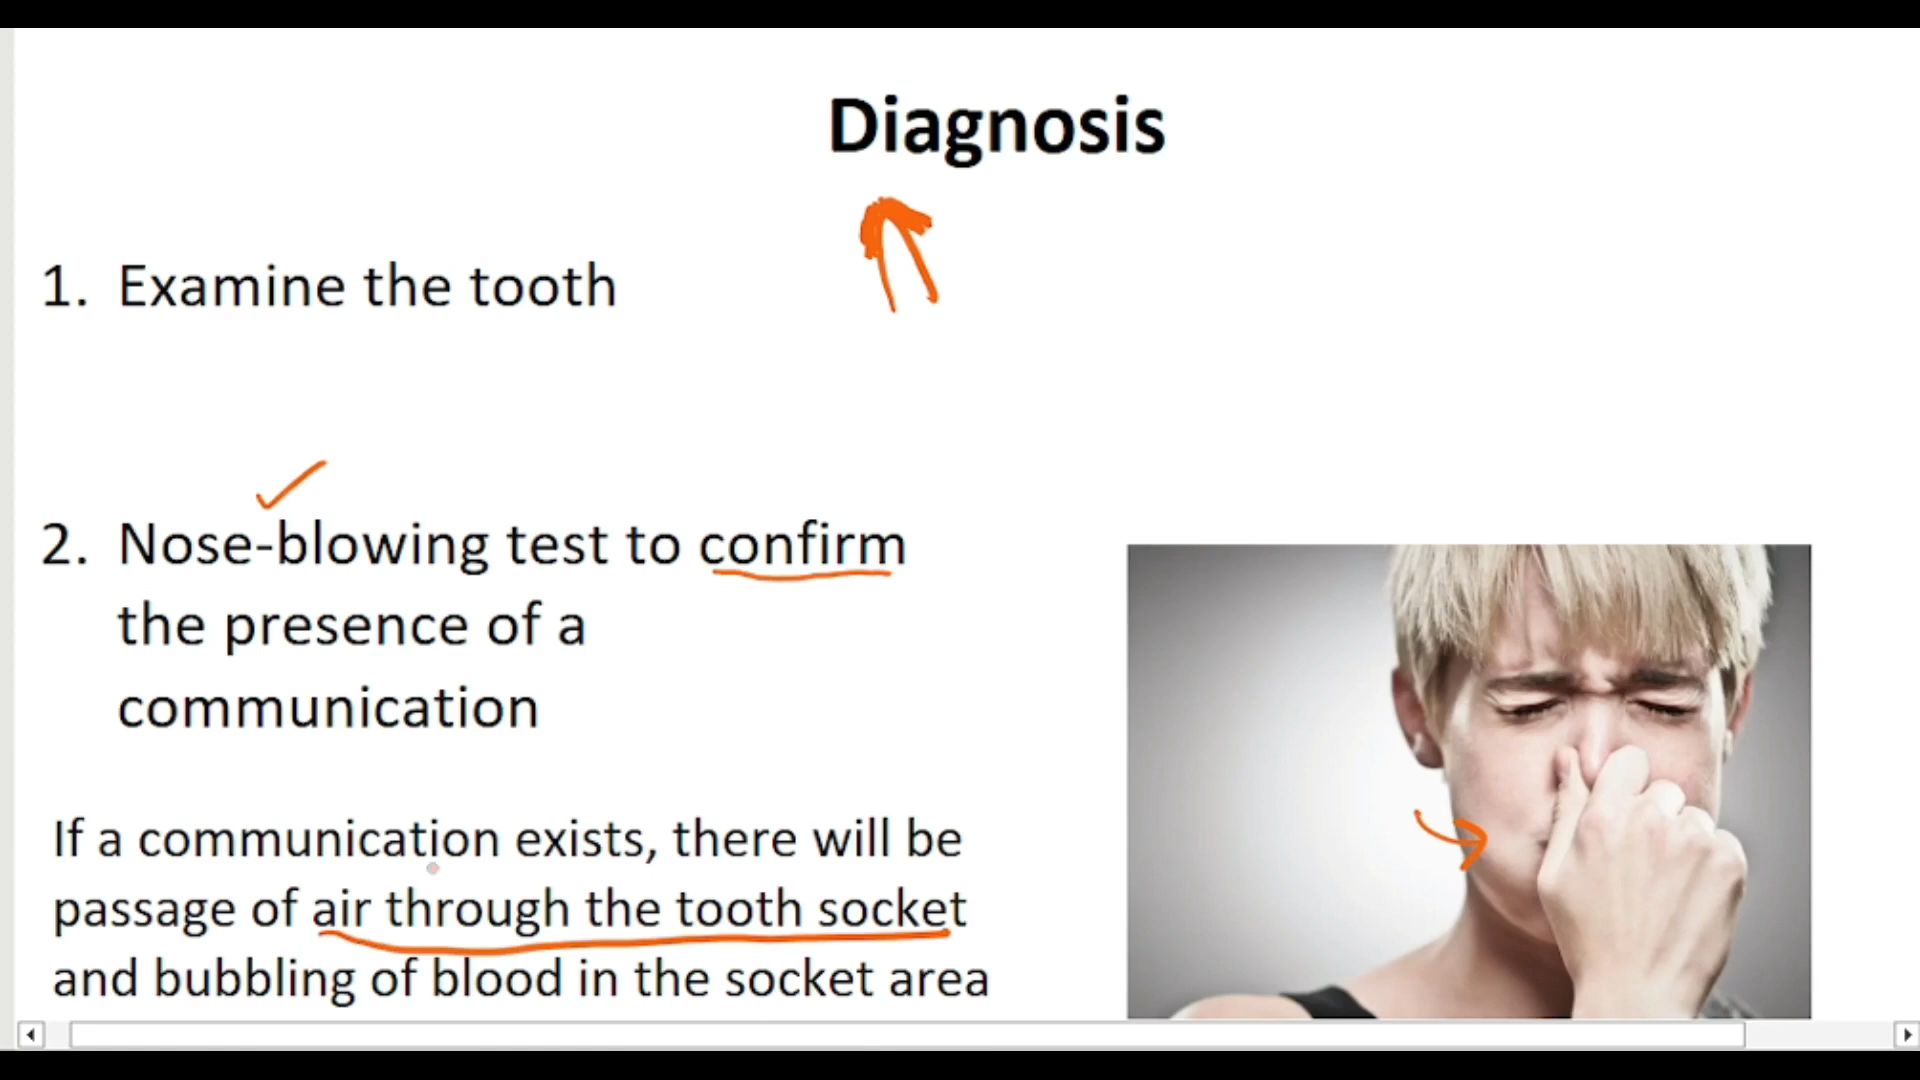 Diagnosis
1. Examine the tooth
2. Nose-blowing test to confirm
the presence of a
communication
If a communication exists, there will be
passage of air through the tooth socket
and bubbling of blood in the socket area